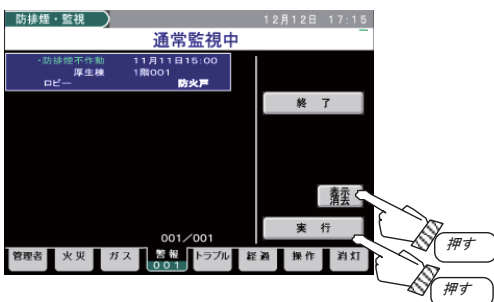 防排煙・監視 12月12日 17:15
通常監視中
・防排煙不作動 11月11日15:00
厚生棟 1階001
ロビー 防火戸
終 了
表示
消去
実 行
001/001
管理者 火災 ガス 警報 トラブル 経過 操作 消灯
001
押す
押す